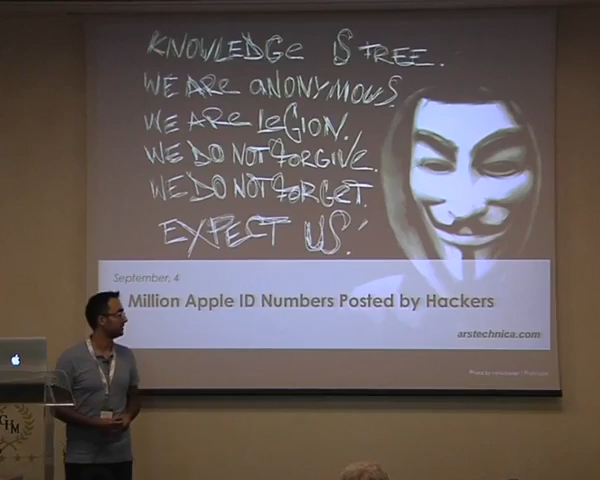 KNOWLEDGE IS FREE.
WE ARE ANONYMOUS.
WE ARE LEGION.
WE DO NOT FORGIVE.
WE DO NOT FORGET.
EXPECT US!
September, 4
Million Apple ID Numbers Posted by Hackers
arstechnica.com
GHM